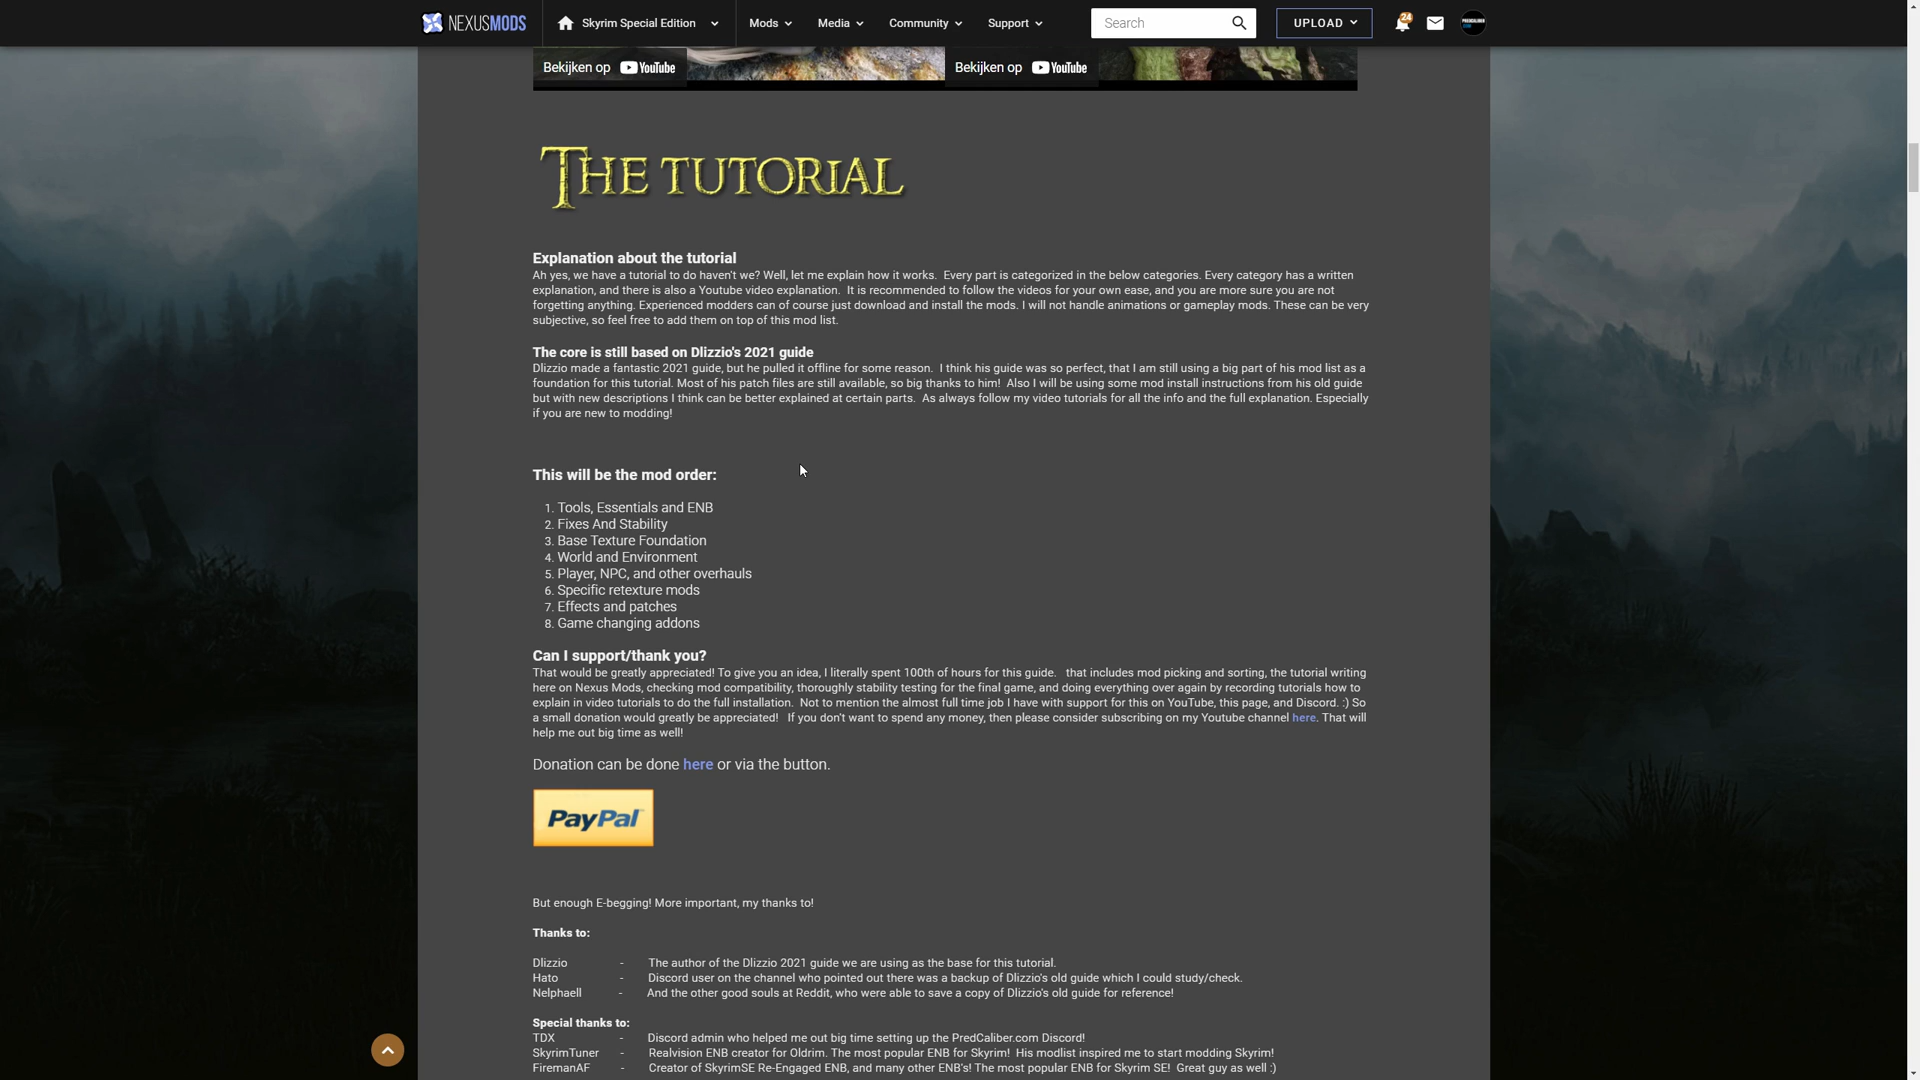 NEXUSMODS
Skyrim Special Edition
Mods
Media
Community
Support
Search
UPLOAD
24
Bekijken op YouTube
Bekijken op YouTube
THE TUTORIAL
Explanation about the tutorial
Ah yes, we have a tutorial to do haven't we? Well, let me explain how it works.  Every part is categorized in the below categories. Every category has a written
explanation, and there is also a Youtube video explanation.  It is recommended to follow the videos for your own ease, and you are more sure you are not
forgetting anything. Experienced modders can of course just download and install the mods. I will not handle animations or gameplay mods. These can be very
subjective, so feel free to add them on top of this mod list.
The core is still based on Dlizzio's 2021 guide
Dlizzio made a fantastic 2021 guide, but he pulled it offline for some reason.  I think his guide was so perfect, that I am still using a big part of his mod list as a
foundation for this tutorial. Most of his patch files are still available, so big thanks to him!  Also I will be using some mod install instructions from his old guide
but with new descriptions I think can be better explained at certain parts.  As always follow my video tutorials for all the info and the full explanation. Especially
if you are new to modding!
This will be the mod order:
1. Tools, Essentials and ENB
2. Fixes And Stability
3. Base Texture Foundation
4. World and Environment
5. Player, NPC, and other overhauls
6. Specific retexture mods
7. Effects and patches
8. Game changing addons
Can I support/thank you?
That would be greatly appreciated! To give you an idea, I literally spent 100th of hours for this guide.   that includes mod picking and sorting, the tutorial writing
here on Nexus Mods, checking mod compatibility, thoroughly stability testing for the final game, and doing everything over again by recording tutorials how to
explain in video tutorials to do the full installation.  Not to mention the almost full time job I have with support for this on YouTube, this page, and Discord. :) So
a small donation would greatly be appreciated!   If you don't want to spend any money, then please consider subscribing on my Youtube channel here. That will
help me out big time as well!
Donation can be done here or via the button.
PayPal
But enough E-begging! More important, my thanks to!
Thanks to:
Dlizzio - The author of the Dlizzio 2021 guide we are using as the base for this tutorial.
Hato - Discord user on the channel who pointed out there was a backup of Dlizzio's old guide which I could study/check.
Nelphaell - And the other good souls at Reddit, who were able to save a copy of Dlizzio's old guide for reference!
Special thanks to:
TDX - Discord admin who helped me out big time setting up the PredCaliber.com Discord!
SkyrimTuner - Realvision ENB creator for Oldrim. The most popular ENB for Skyrim!  His modlist inspired me to start modding Skyrim!
FiremanAF - Creator of SkyrimSE Re-Engaged ENB, and many other ENB's! The most popular ENB for Skyrim SE!  Great guy as well :)